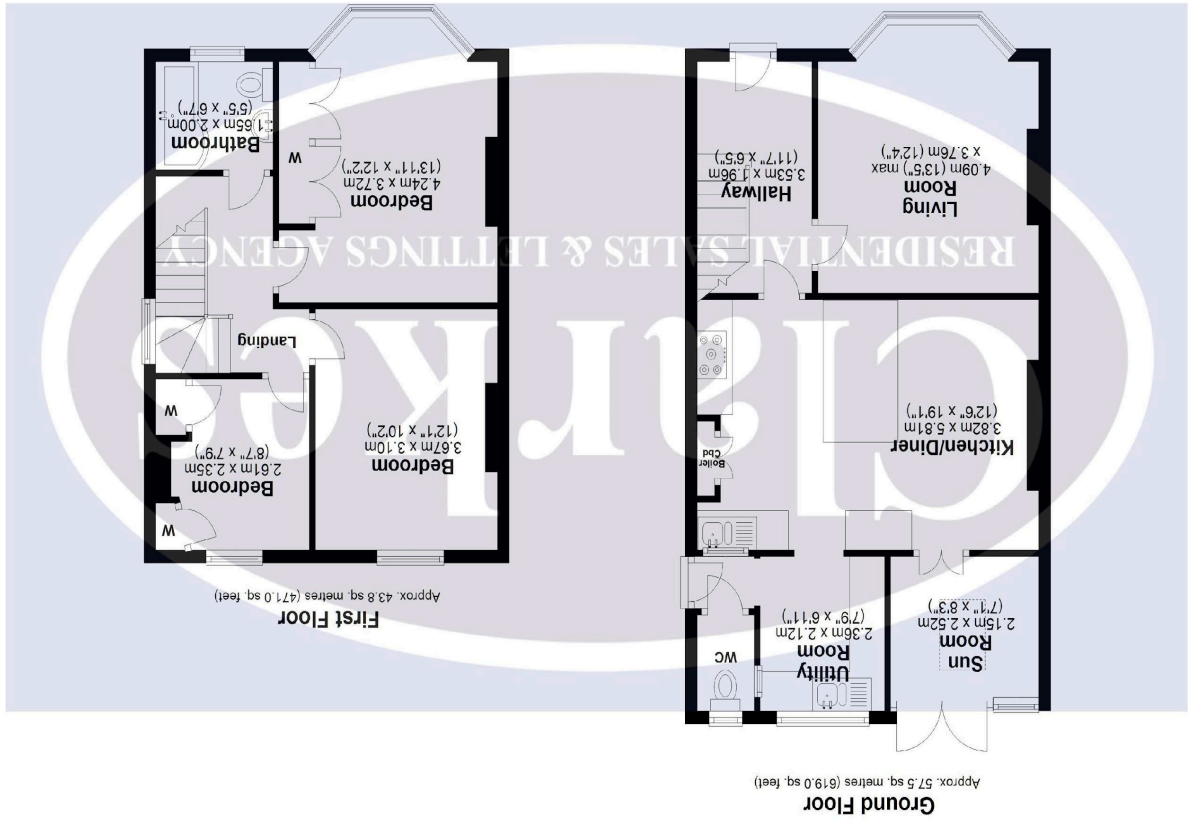 Ground Floor
Approx. 57.5 sq. metres (619.0 sq. feet)
Sun
Room
2.15m x 2.52m
(7'1" x 8'3")
Utility
Room
2.36m x 2.12m
(7'9" x 6'11")
WC
Kitchen/Diner
3.82m x 5.81m
(12'6" x 19'1")
Boiler
Cbd
Living
Room
4.09m (13'5") max
x 3.76m (12'4")
Hallway
3.53m x 1.96m
(11'7" x 6'5")
First Floor
Approx. 43.8 sq. metres (471.0 sq. feet)
Bedroom
3.67m x 3.10m
(12'1" x 10'2")
Bedroom
2.61m x 2.35m
(8'7" x 7'9")
W
W
Landing
Bedroom
4.24m x 3.72m
(13'11" x 12'2")
W
Bathroom
1.65m x 2.00m
(5'5" x 6'7")
Clarkes
RESIDENTIAL SALES & LETTINGS AGENCY